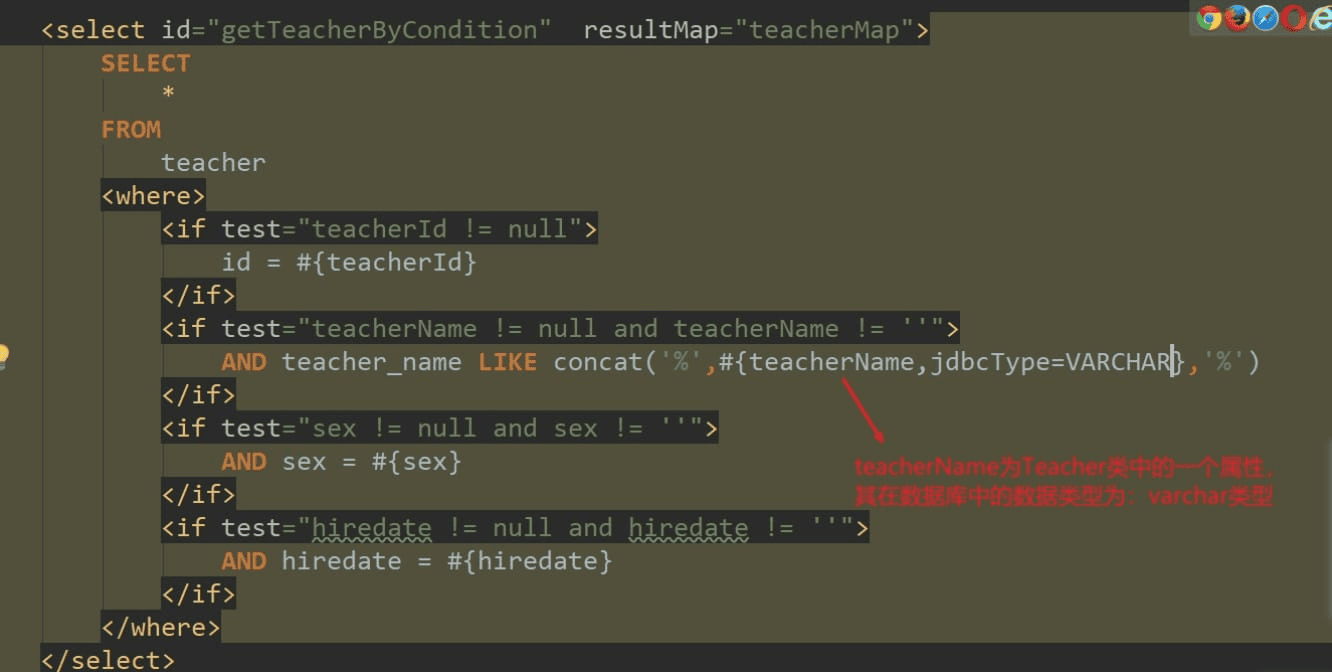 <select id="getTeacherByCondition" resultMap="teacherMap">
SELECT
*
FROM
teacher
<where>
<if test="teacherId != null">
id = #{teacherId}
</if>
<if test="teacherName != null and teacherName != ''">
AND teacher_name LIKE concat('%',#{teacherName,jdbcType=VARCHAR},'%')
</if>
<if test="sex != null and sex != ''">
AND sex = #{sex}
</if>
teacherName为Teacher类中的一个属性，
其在数据库中的数据类型为：varchar类型
<if test="hiredate != null and hiredate != ''">
AND hiredate = #{hiredate}
</if>
</where>
</select>